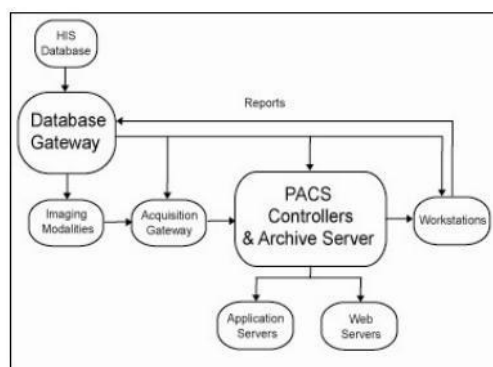 HIS
Database
Reports
Database
Gateway
Imaging
Modalities
Acquisition
Gateway
PACS
Controllers
& Archive Server
Workstations
Application
Servers
Web
Servers